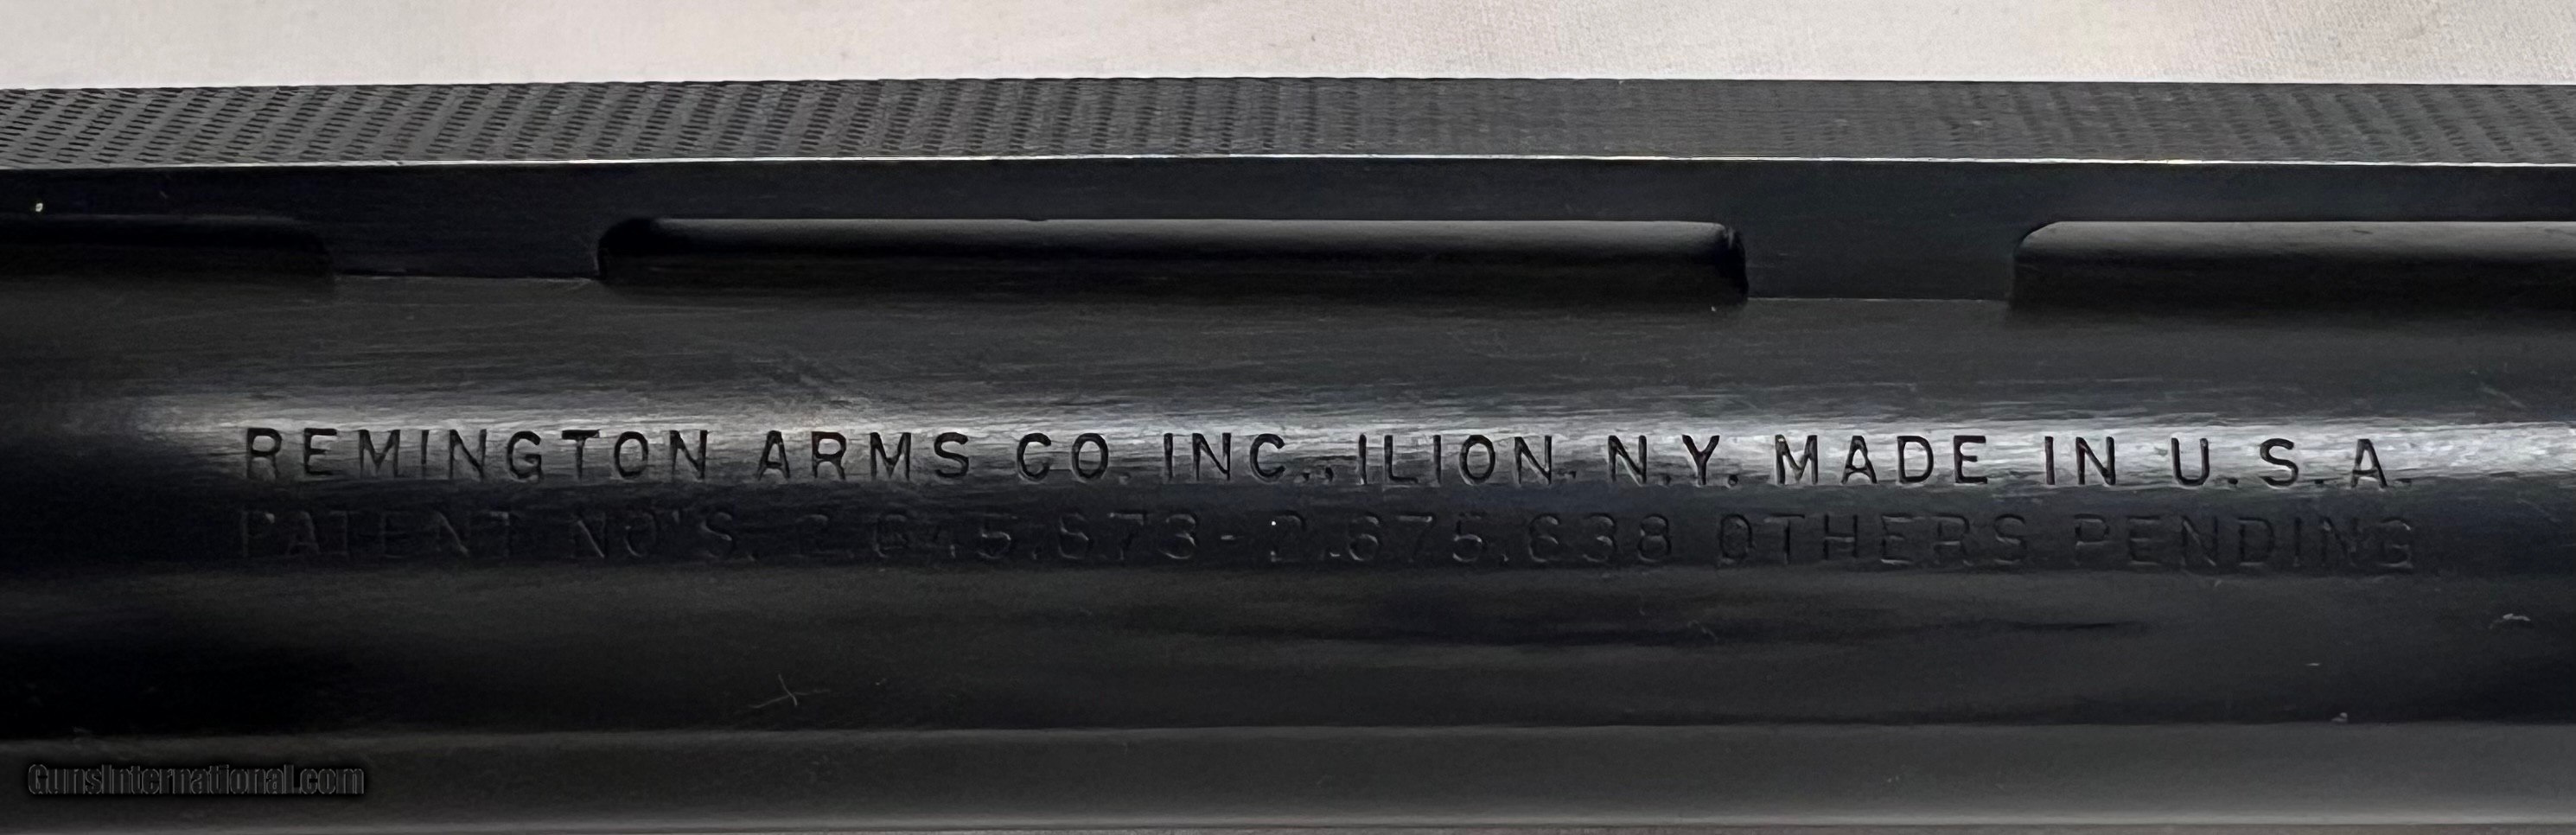 REMINGTON ARMS CO. INC., ILION, N.Y. MADE IN U.S.A.
PATENT NO'S. 2,645,873-2,675,638 OTHERS PENDING
GunsInternational.com